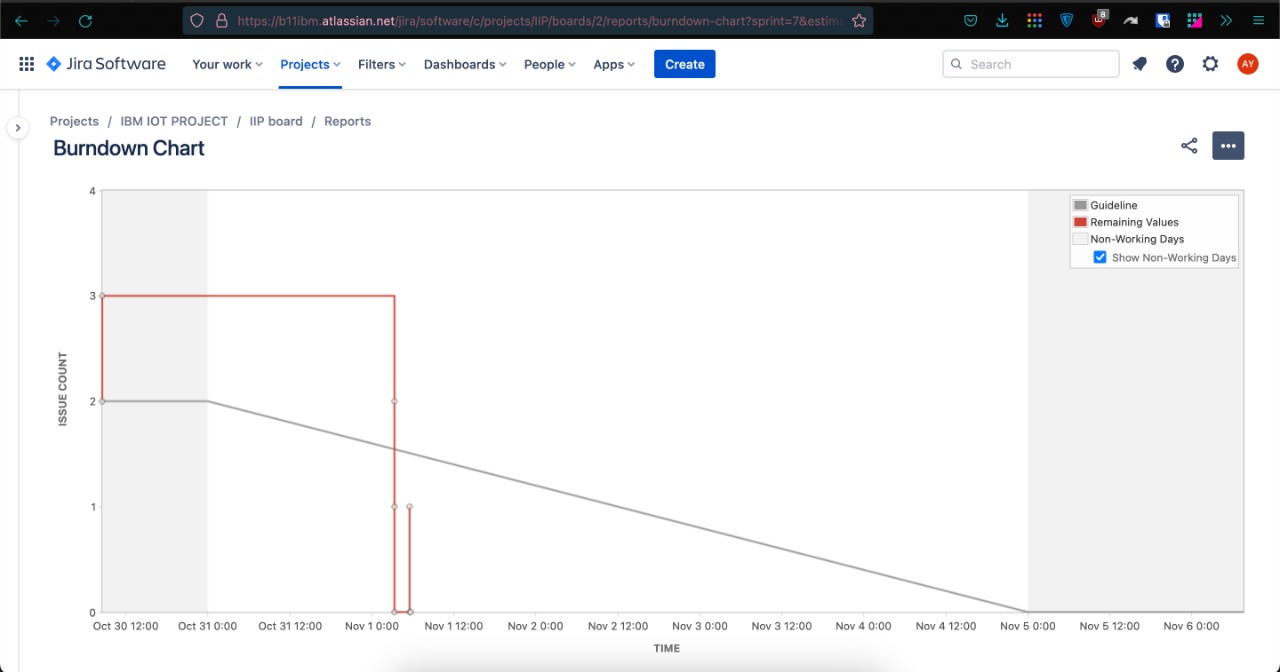 https://b11ibm.atlassian.net/jira/software/c/projects/IIP/boards/2/reports/burndown-chart?sprint=7&estim
8
Jira Software Your work Projects Filters Dashboards People Apps Create Search AY
Projects / IBM IOT PROJECT / IIP board / Reports
Burndown Chart
Guideline
Remaining Values
Non-Working Days
Show Non-Working Days
4
3
2
1
0
ISSUE COUNT
Oct 30 12:00 Oct 31 0:00 Oct 31 12:00 Nov 1 0:00 Nov 1 12:00 Nov 2 0:00 Nov 2 12:00 Nov 3 0:00 Nov 3 12:00 Nov 4 0:00 Nov 4 12:00 Nov 5 0:00 Nov 5 12:00 Nov 6 0:00
TIME